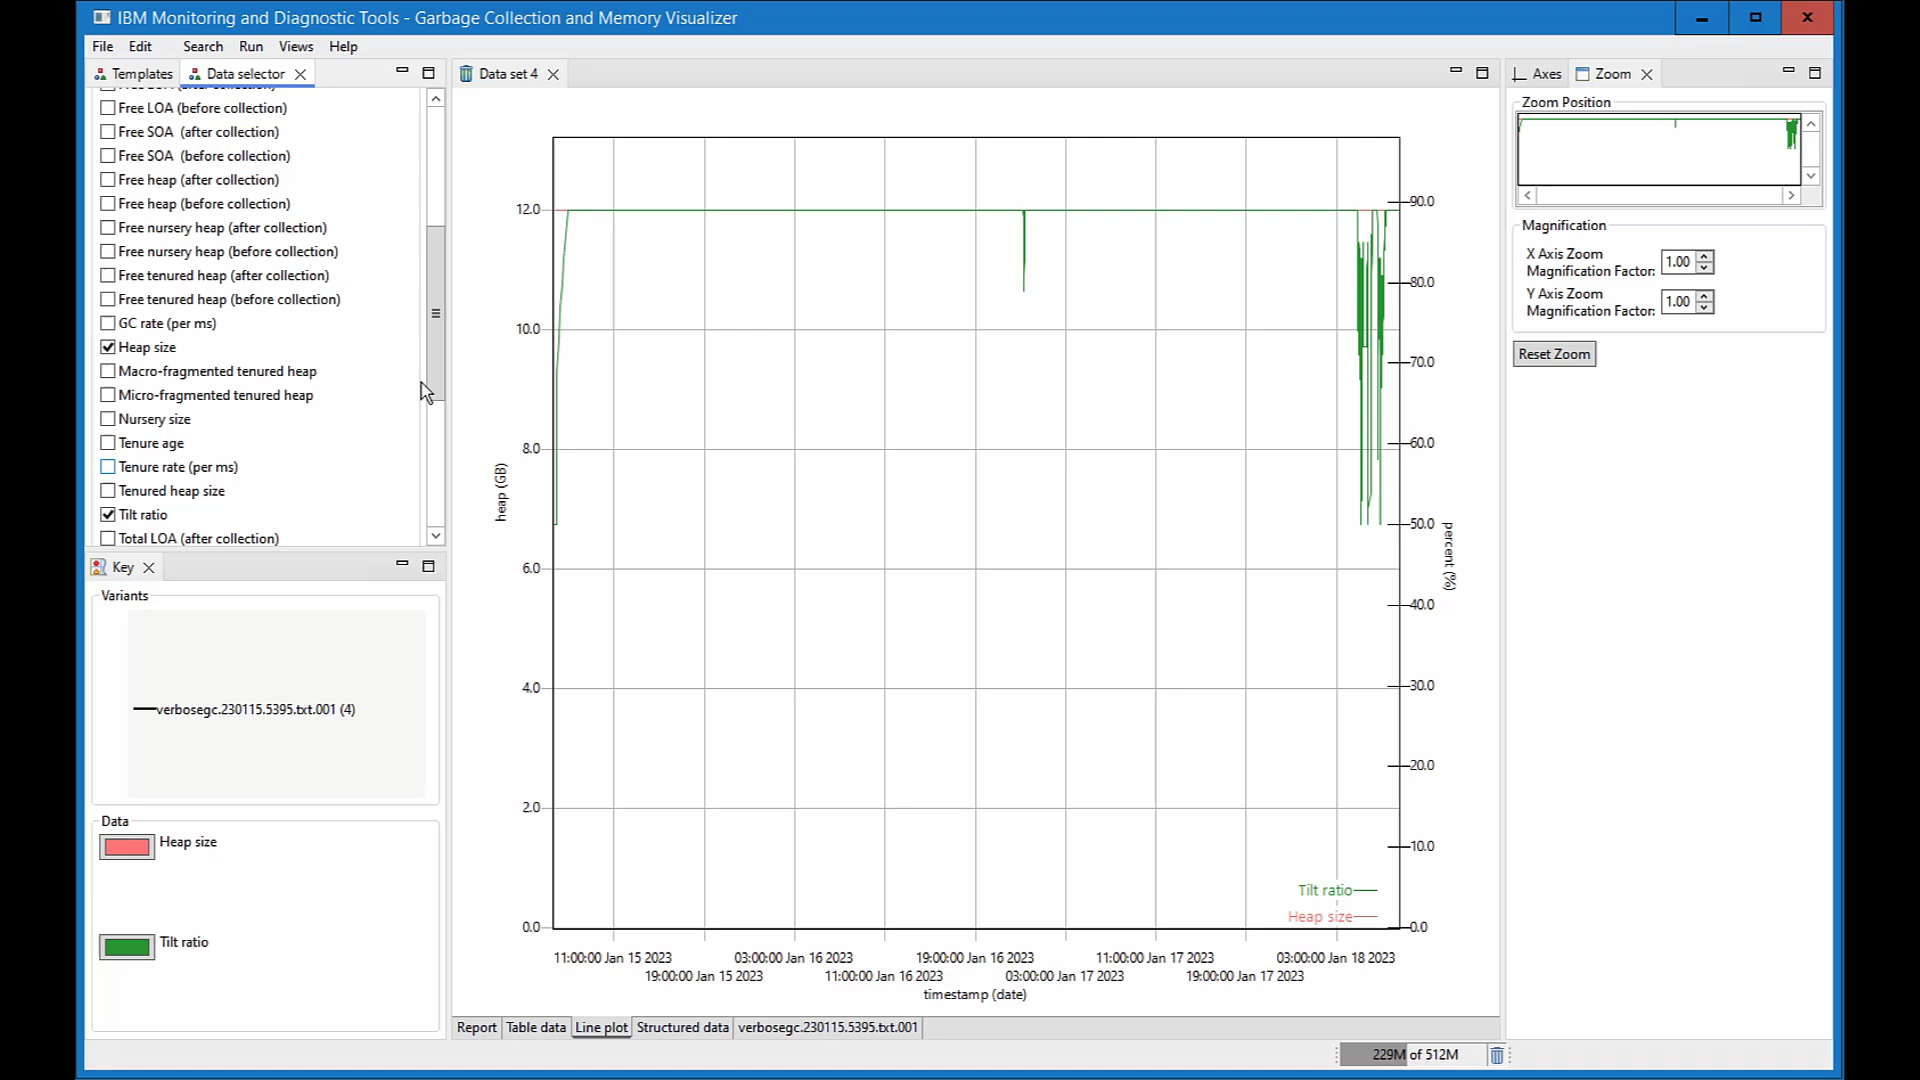 IBM Monitoring and Diagnostic Tools - Garbage Collection and Memory Visualizer
File Edit Search Run Views Help
Templates Data selector
Free LOA (before collection)
Free SOA (after collection)
Free SOA (before collection)
Free heap (after collection)
Free heap (before collection)
Free nursery heap (after collection)
Free nursery heap (before collection)
Free tenured heap (after collection)
Free tenured heap (before collection)
GC rate (per ms)
Heap size
Macro-fragmented tenured heap
Micro-fragmented tenured heap
Nursery size
Tenure age
Tenure rate (per ms)
Tenured heap size
Tilt ratio
Total LOA (after collection)
Key
Variants
verbosegc.230115.5395.txt.001 (4)
Data
Heap size
Tilt ratio
Data set 4
12.0
10.0
8.0
6.0
4.0
2.0
0.0
heap (GB)
90.0
80.0
70.0
60.0
50.0
40.0
30.0
20.0
10.0
0.0
percent (%)
Tilt ratio
Heap size
11:00:00 Jan 15 2023 03:00:00 Jan 16 2023 19:00:00 Jan 16 2023 11:00:00 Jan 17 2023 03:00:00 Jan 18 2023
19:00:00 Jan 15 2023 11:00:00 Jan 16 2023 03:00:00 Jan 17 2023 19:00:00 Jan 17 2023
timestamp (date)
Report Table data Line plot Structured data verbosegc.230115.5395.txt.001
Axes Zoom
Zoom Position
Magnification
X Axis Zoom
Magnification Factor: 1.00
Y Axis Zoom
Magnification Factor: 1.00
Reset Zoom
229M of 512M